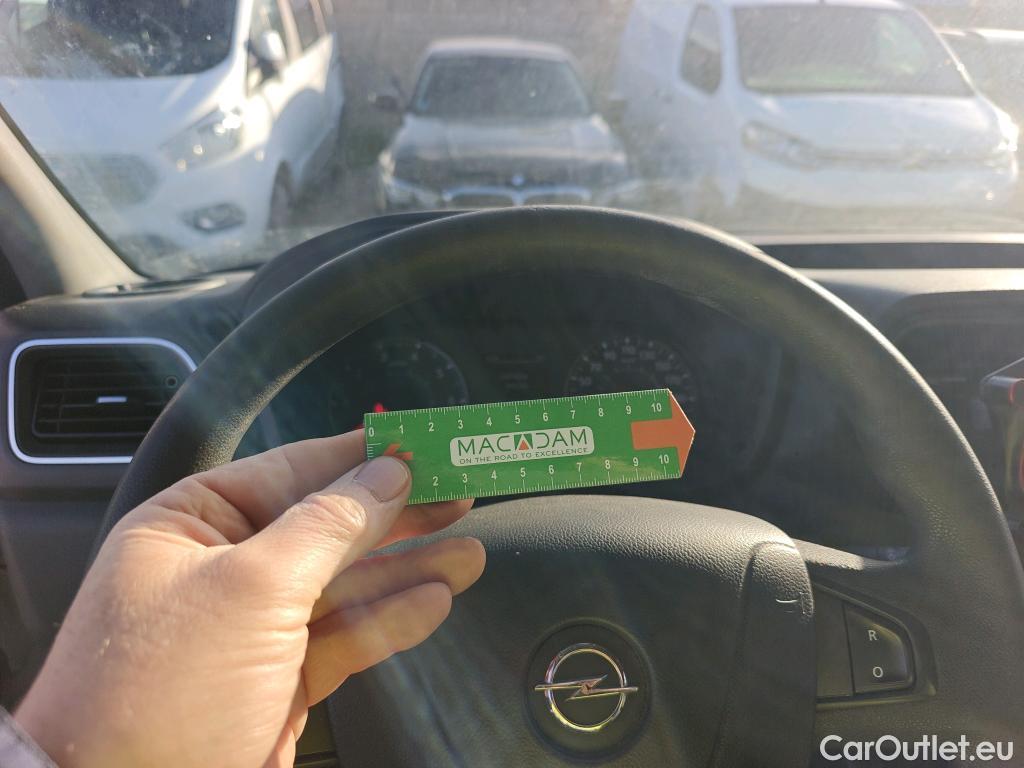 0 1 2 3 4 5 6 7 8 9 10
MACADAM
ON THE ROAD TO EXCELLENCE
2 3 4 5 6 7 8 9 10
R
O
CarOutlet.eu